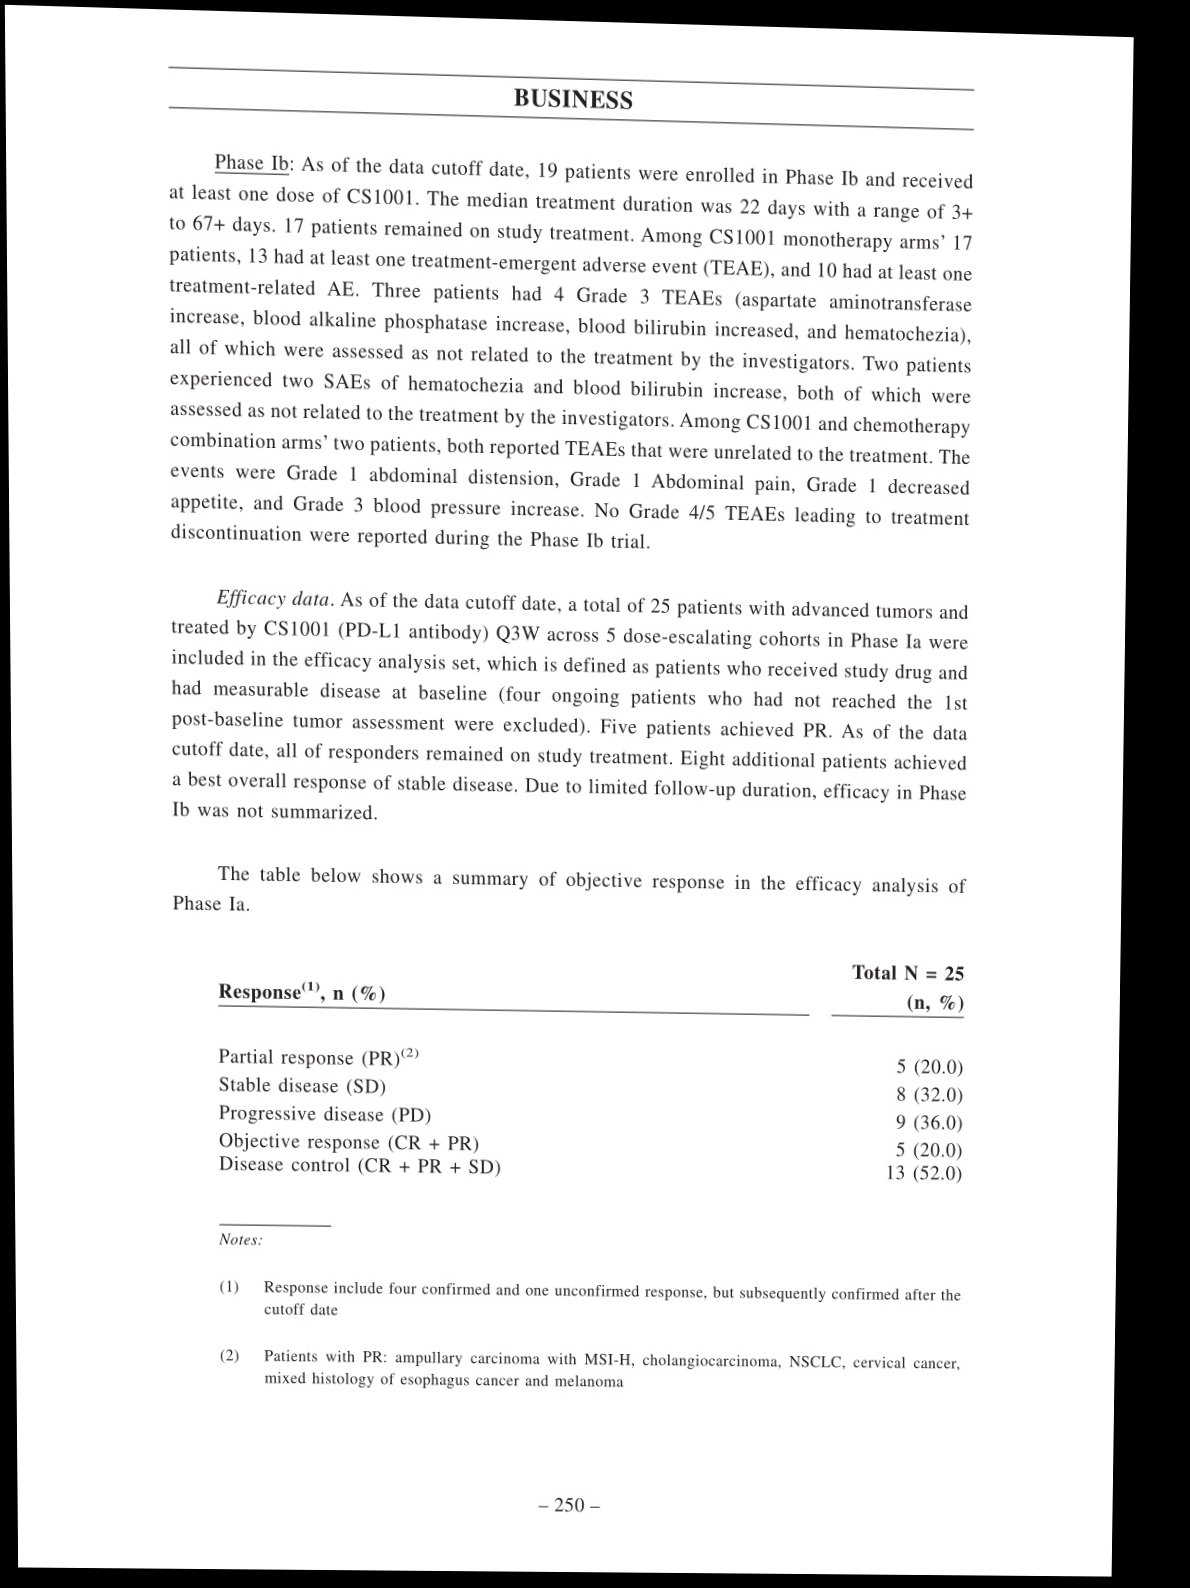 BUSINESS
Phase Ib: As of the data cutoff date, 19 patients were enrolled in Phase Ib and received
at least one dose of CS1001. The median treatment duration was 22 days with a range of 3+
to 67+ days. 17 patients remained on study treatment. Among CS1001 monotherapy arms’ 17
patients, 13 had at least one treatment-emergent adverse event (TEAE), and 10 had at least one
treatment-related AE. Three patients had 4 Grade 3 TEAEs (aspartate aminotransferase
increase, blood alkaline phosphatase increase, blood bilirubin increased, and hematochezia),
all of which were assessed as not related to the treatment by the investigators. Two patients
experienced two SAEs of hematochezia and blood bilirubin increase, both of which were
assessed as not related to the treatment by the investigators. Among CS1001 and chemotherapy
combination arms’ two patients, both reported TEAEs that were unrelated to the treatment. The
events were Grade 1 abdominal distension, Grade 1 Abdominal pain, Grade 1 decreased
appetite, and Grade 3 blood pressure increase. No Grade 4/5 TEAEs leading to treatment
discontinuation were reported during the Phase Ib trial.
Efficacy data. As of the data cutoff date, a total of 25 patients with advanced tumors and
treated by CS1001 (PD-L1 antibody) Q3W across 5 dose-escalating cohorts in Phase Ia were
included in the efficacy analysis set, which is defined as patients who received study drug and
had measurable disease at baseline (four ongoing patients who had not reached the 1st
post-baseline tumor assessment were excluded). Five patients achieved PR. As of the data
cutoff date, all of responders remained on study treatment. Eight additional patients achieved
a best overall response of stable disease. Due to limited follow-up duration, efficacy in Phase
Ib was not summarized.
The table below shows a summary of objective response in the efficacy analysis of
Phase Ia.
Total N = 25
Response(1), n (%) (n, %)
Partial response (PR)(2) 5 (20.0)
Stable disease (SD) 8 (32.0)
Progressive disease (PD) 9 (36.0)
Objective response (CR + PR) 5 (20.0)
Disease control (CR + PR + SD) 13 (52.0)
Notes:
(1) Response include four confirmed and one unconfirmed response, but subsequently confirmed after the
cutoff date
(2) Patients with PR: ampullary carcinoma with MSI-H, cholangiocarcinoma, NSCLC, cervical cancer,
mixed histology of esophagus cancer and melanoma
– 250 –